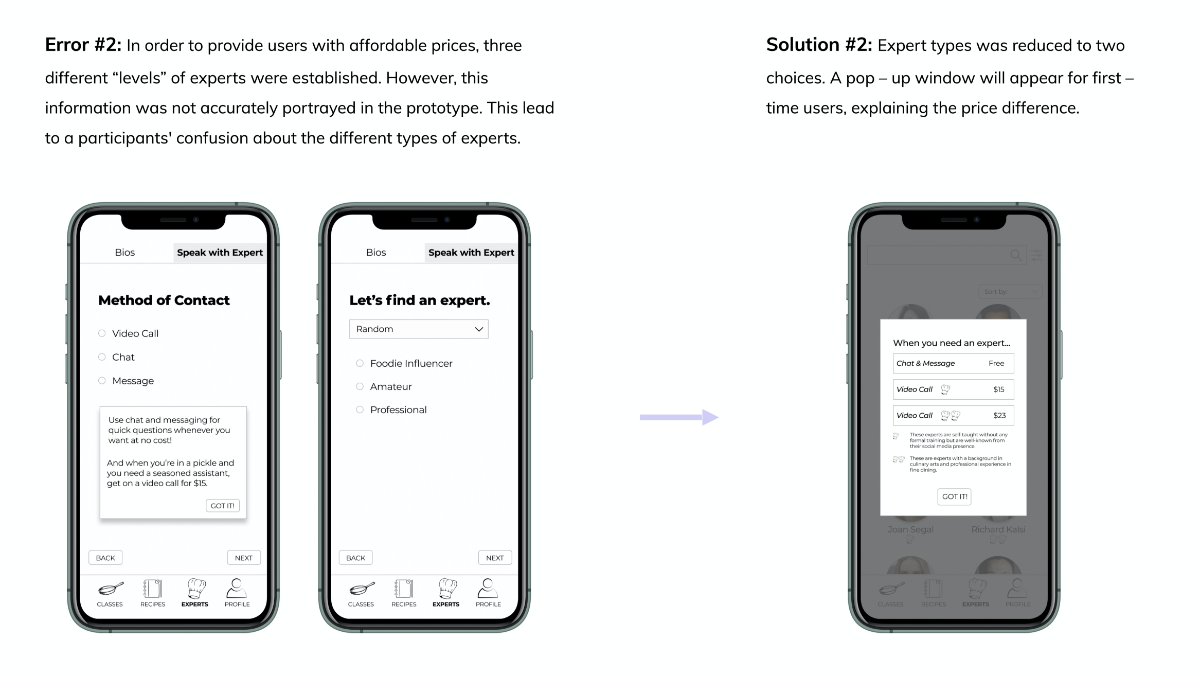 Error #2: In order to provide users with affordable prices, three
different “levels” of experts were established. However, this
information was not accurately portrayed in the prototype. This lead
to a participants' confusion about the different types of experts.
Solution #2: Expert types was reduced to two
choices. A pop – up window will appear for first –
time users, explaining the price difference.
Bios
Speak with Expert
Method of Contact
Video Call
Chat
Message
Use chat and messaging for
quick questions whenever you
want at no cost!
And when you're in a pickle and
you need a seasoned assistant,
get on a video call for $15.
GOT IT!
BACK
NEXT
CLASSES
RECIPES
EXPERTS
PROFILE
Bios
Speak with Expert
Let’s find an expert.
Random
Foodie Influencer
Amateur
Professional
BACK
NEXT
CLASSES
RECIPES
EXPERTS
PROFILE
Sort by
When you need an expert...
Chat & Message Free
Video Call $15
Video Call $23
These experts are self-taught without any
formal training but are well-known from
their social media presence.
These are experts with a background in
culinary arts and professional experience in
fine dining.
GOT IT!
Joan Segal
Richard Kalsi
CLASSES
RECIPES
EXPERTS
PROFILE